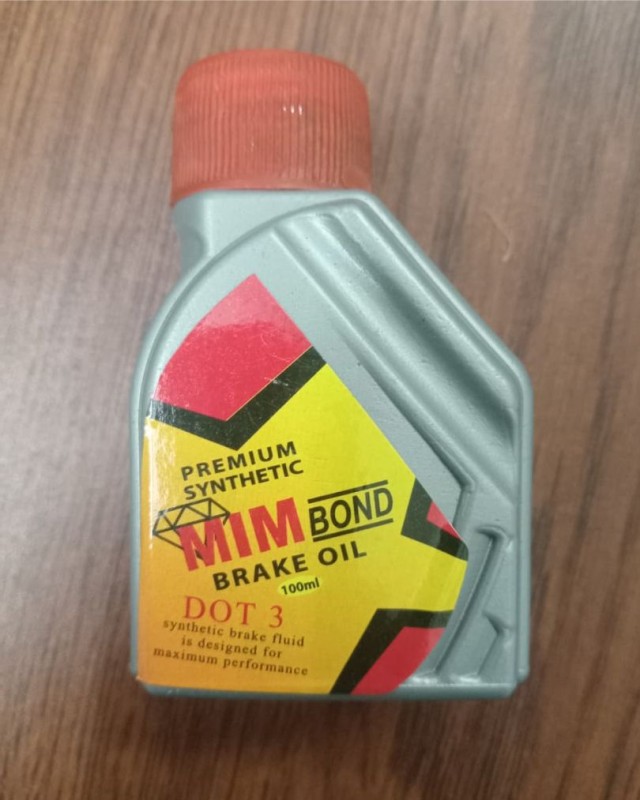 PREMIUM
SYNTHETIC
MIM BOND
BRAKE OIL
100ml
DOT 3
synthetic brake fluid
is designed for
maximum performance